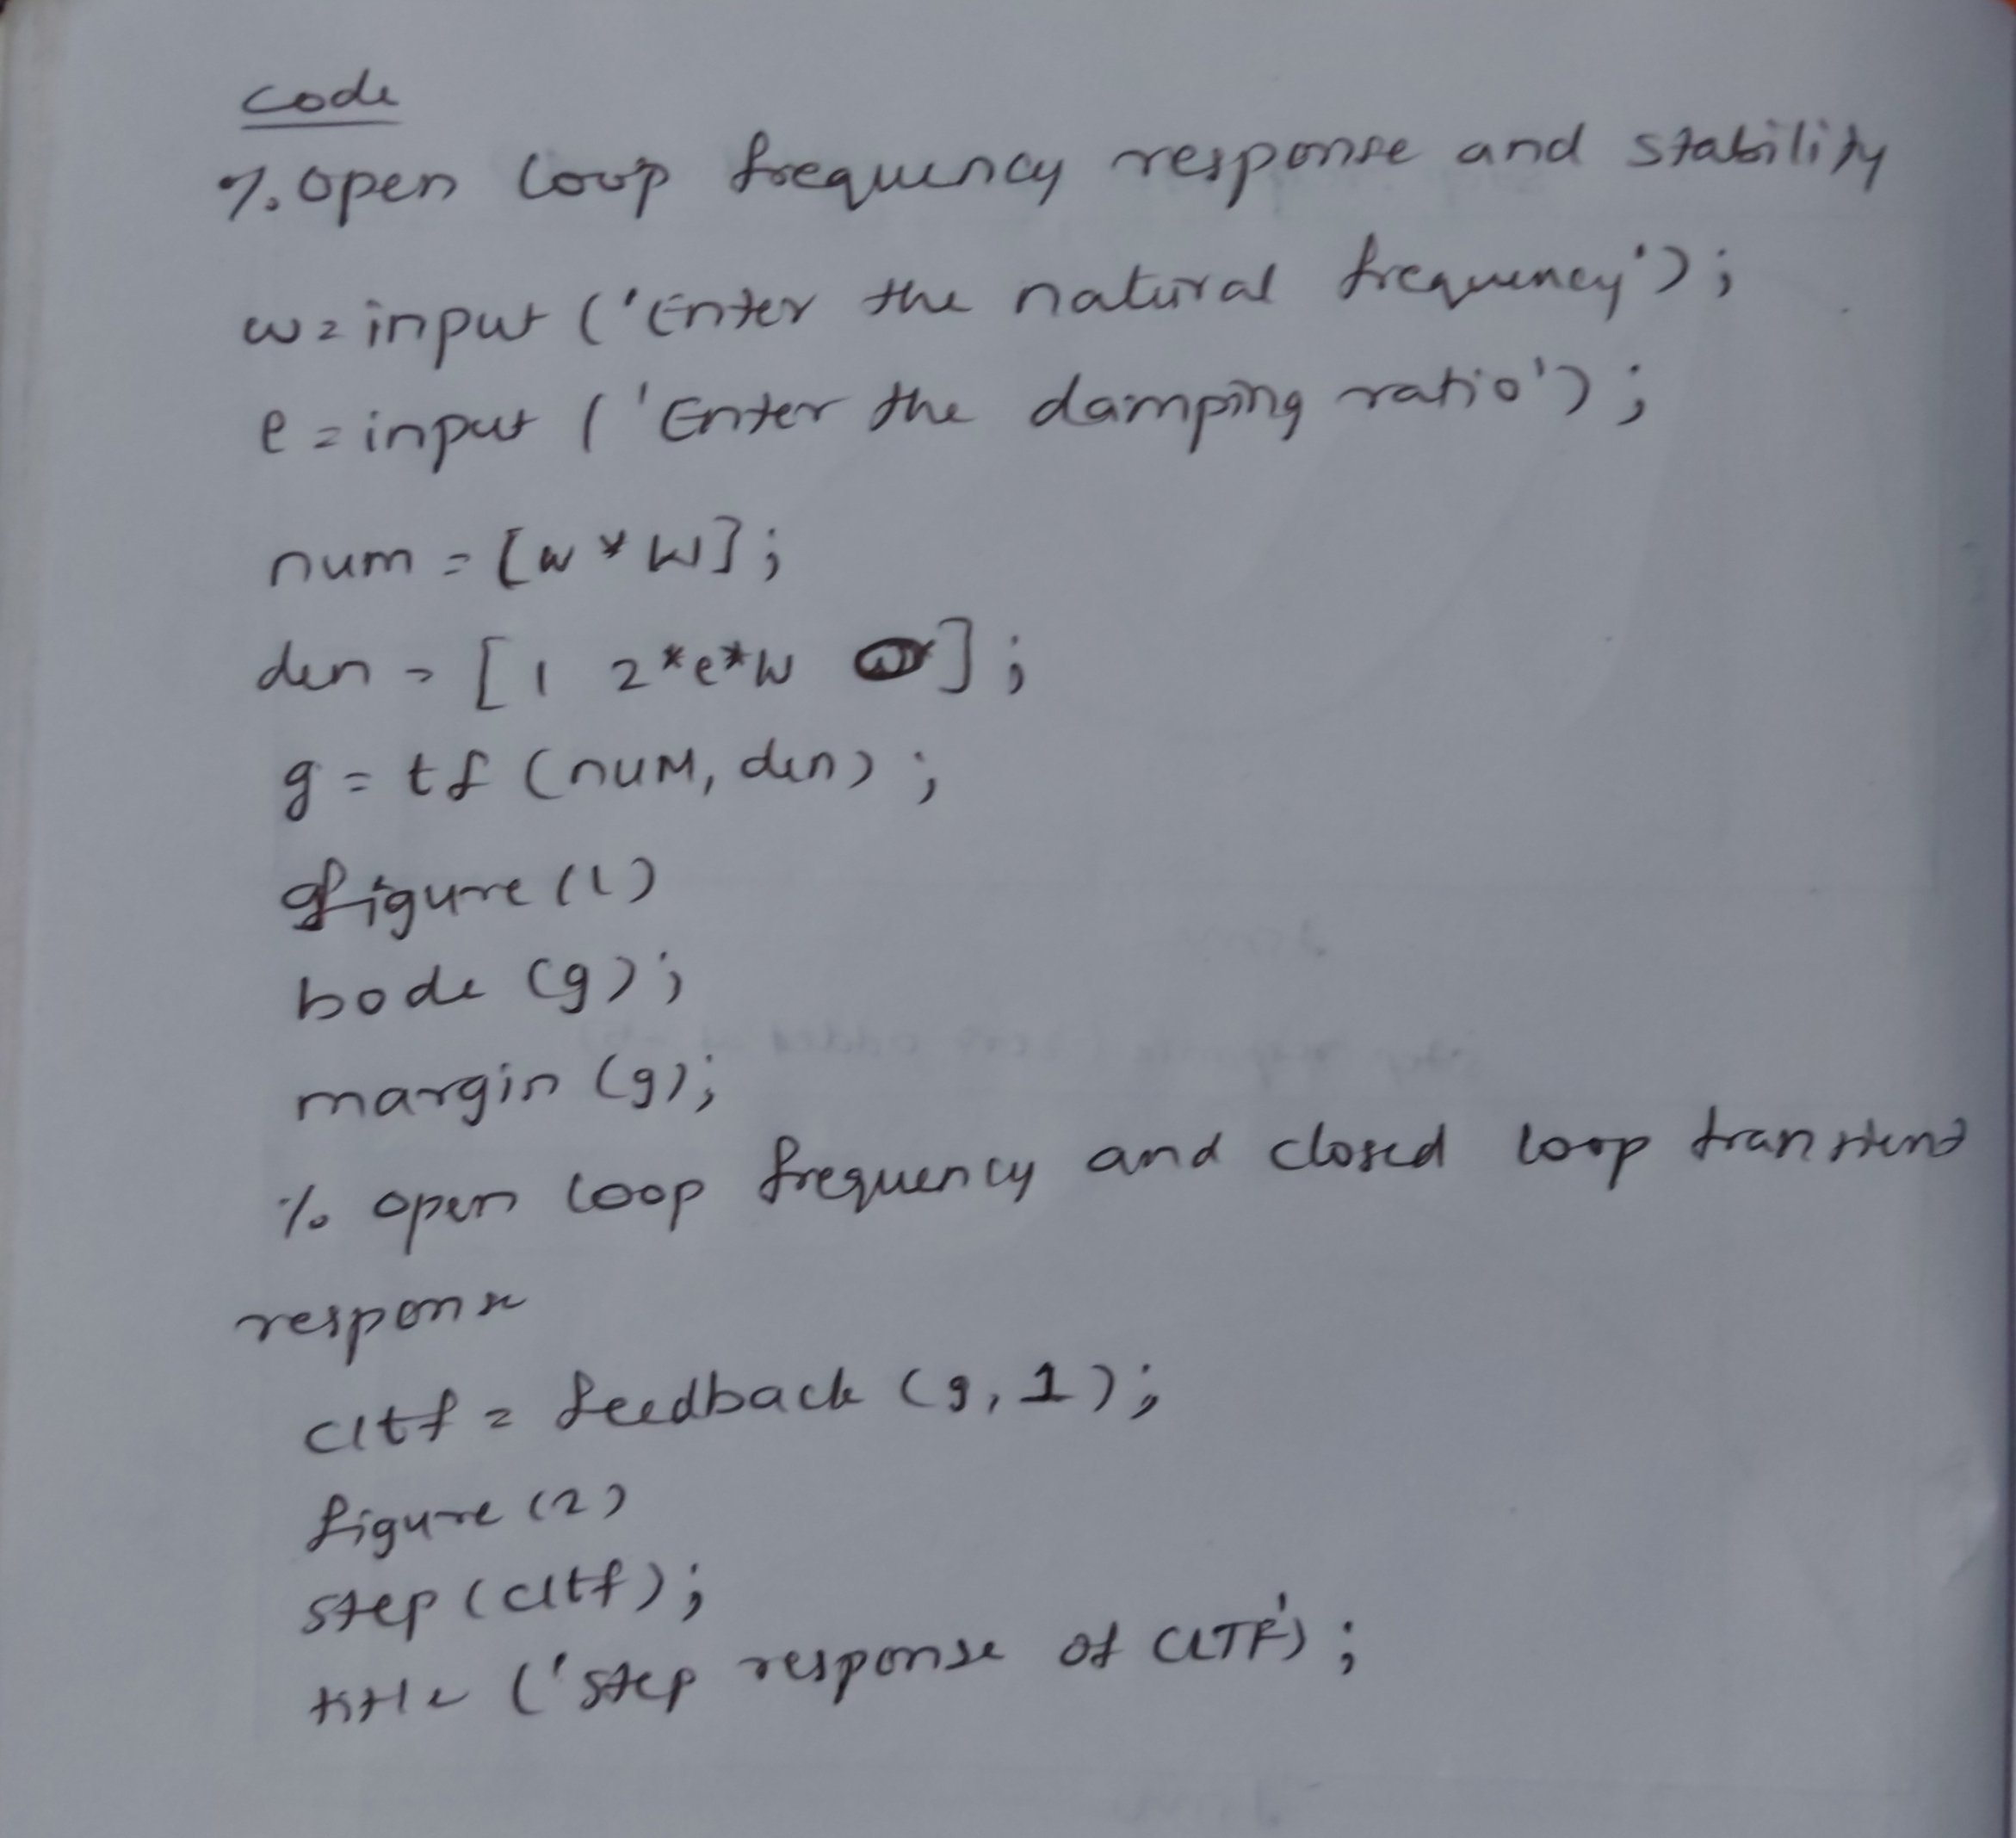 code
% open loop frequency response and stability
w = input ('Enter the natural frequency');
e = input ('Enter the damping ratio');
num = [w * w];
den = [1 2*e*w ];
g = tf (num, den);
figure (1)
bode (g);
margin (g);
% open loop frequency and closed loop transient
response
cltf = feedback (g, 1);
figure (2)
step (cltf);
title ('step response of CLTF');